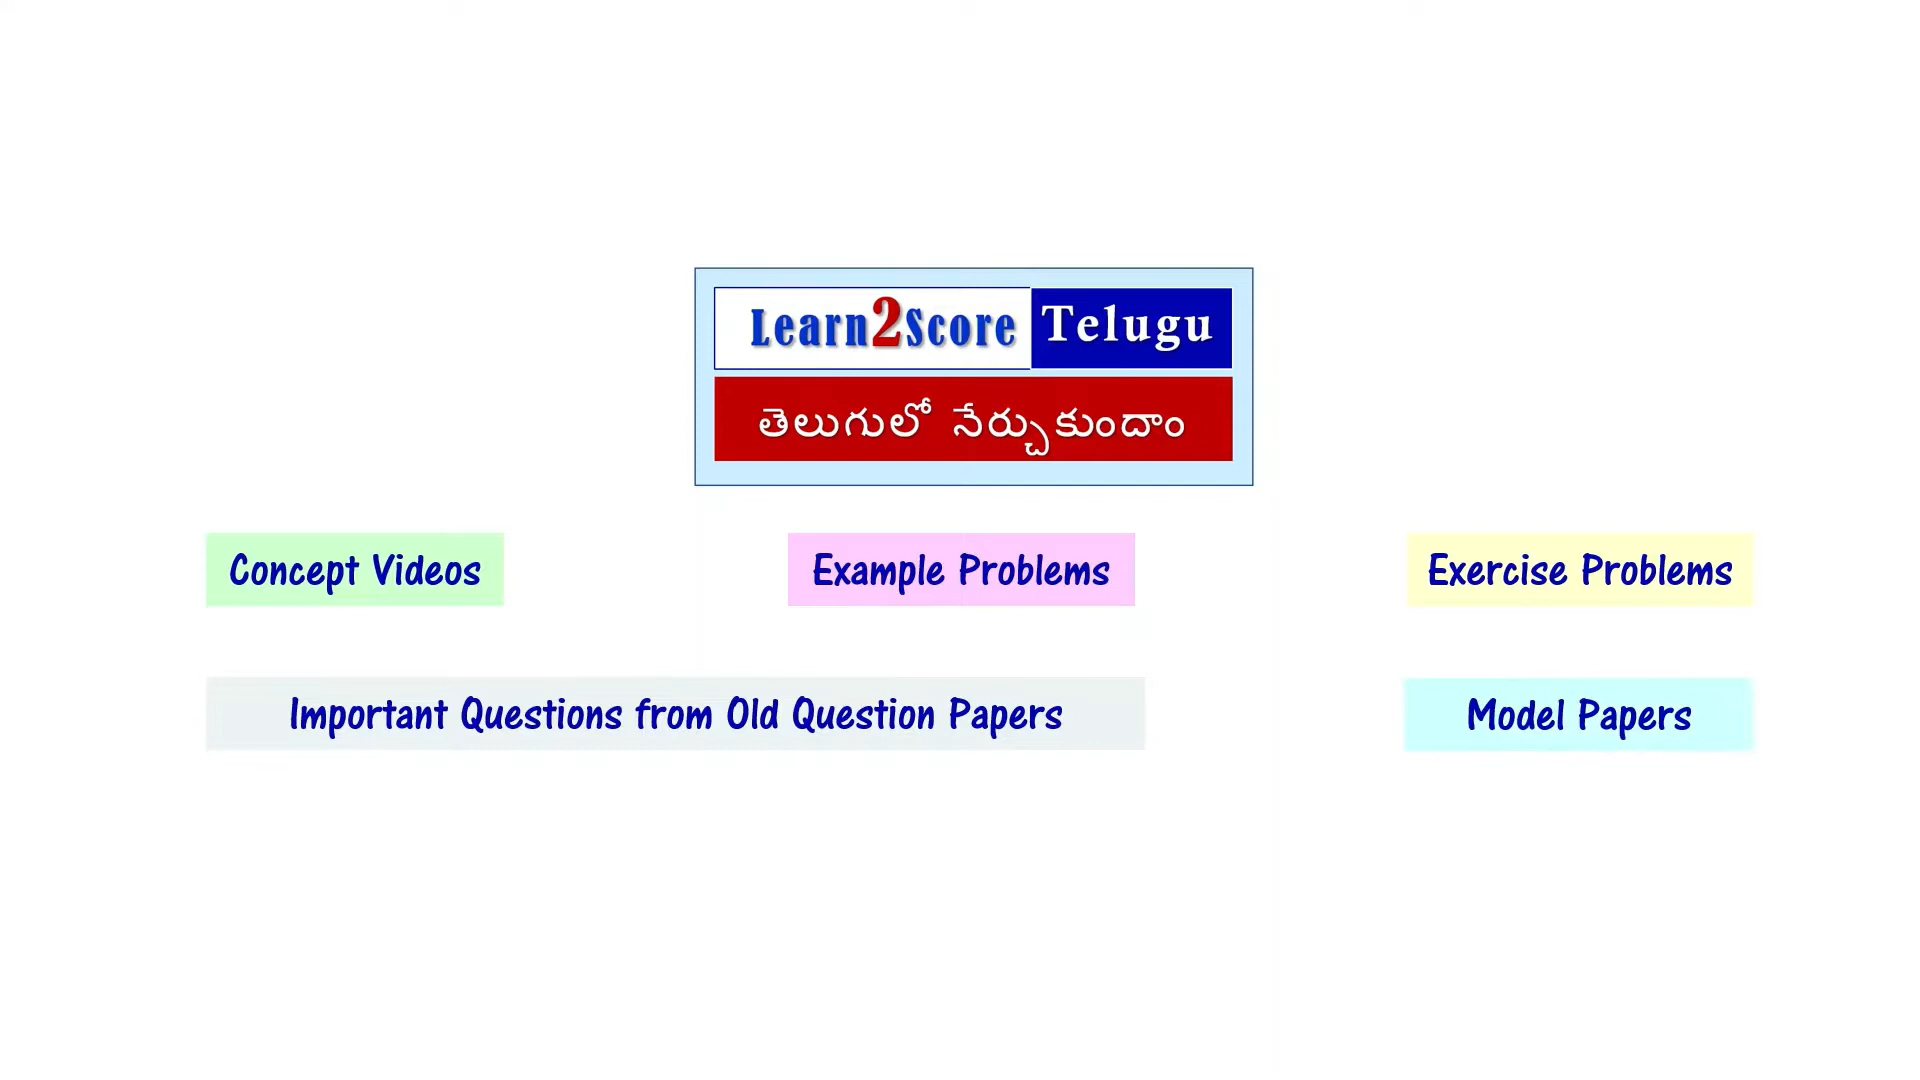 Learn2Score Telugu
తెలుగులో నేర్చుకుందాం
Concept Videos
Example Problems
Exercise Problems
Important Questions from Old Question Papers
Model Papers